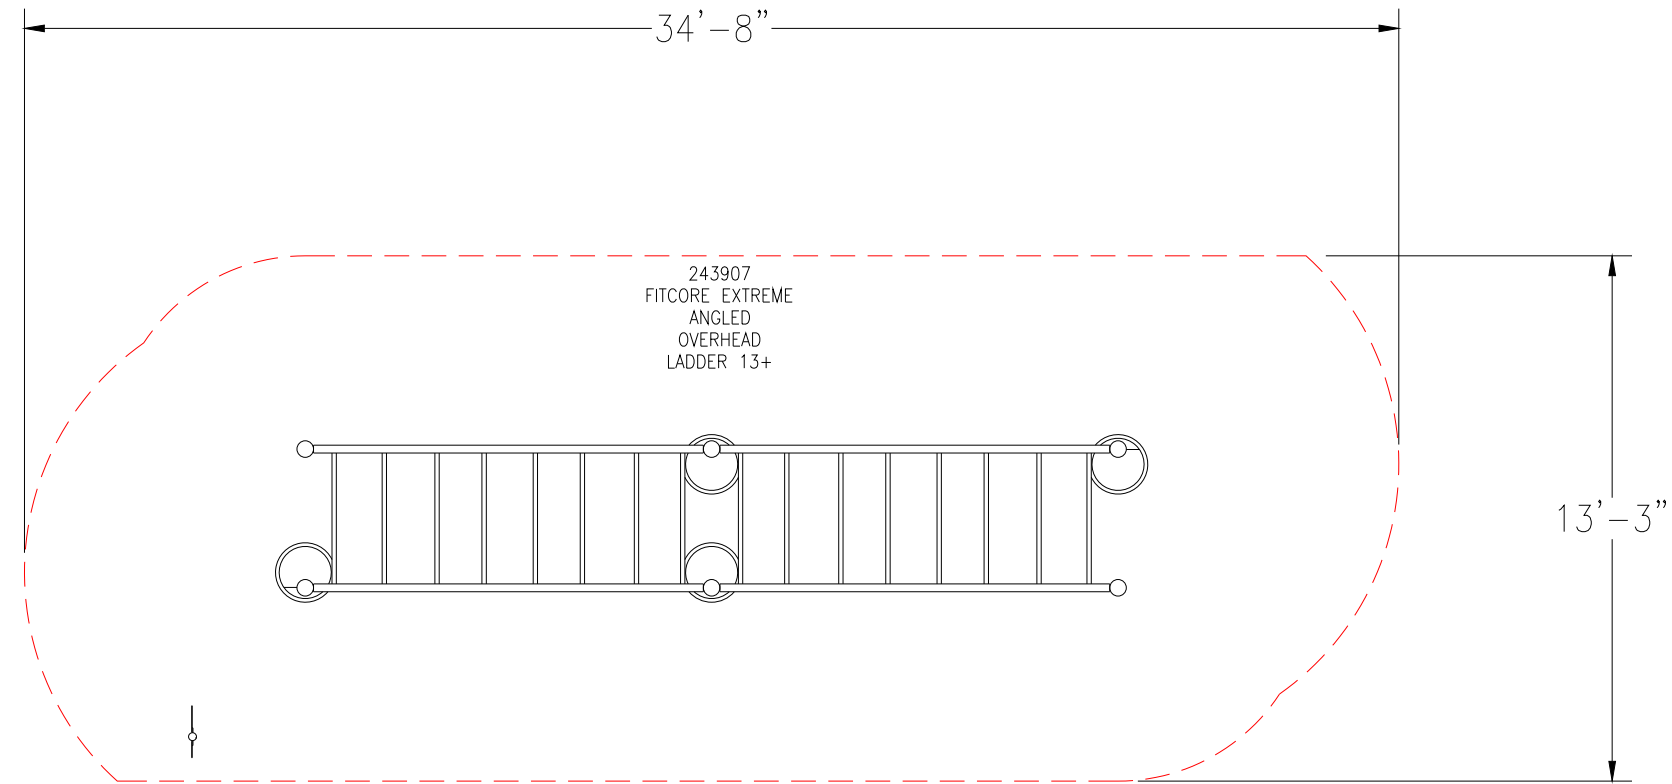 34'-8"
243907
FITCORE EXTREME
ANGLED
OVERHEAD
LADDER 13+
13'-3"